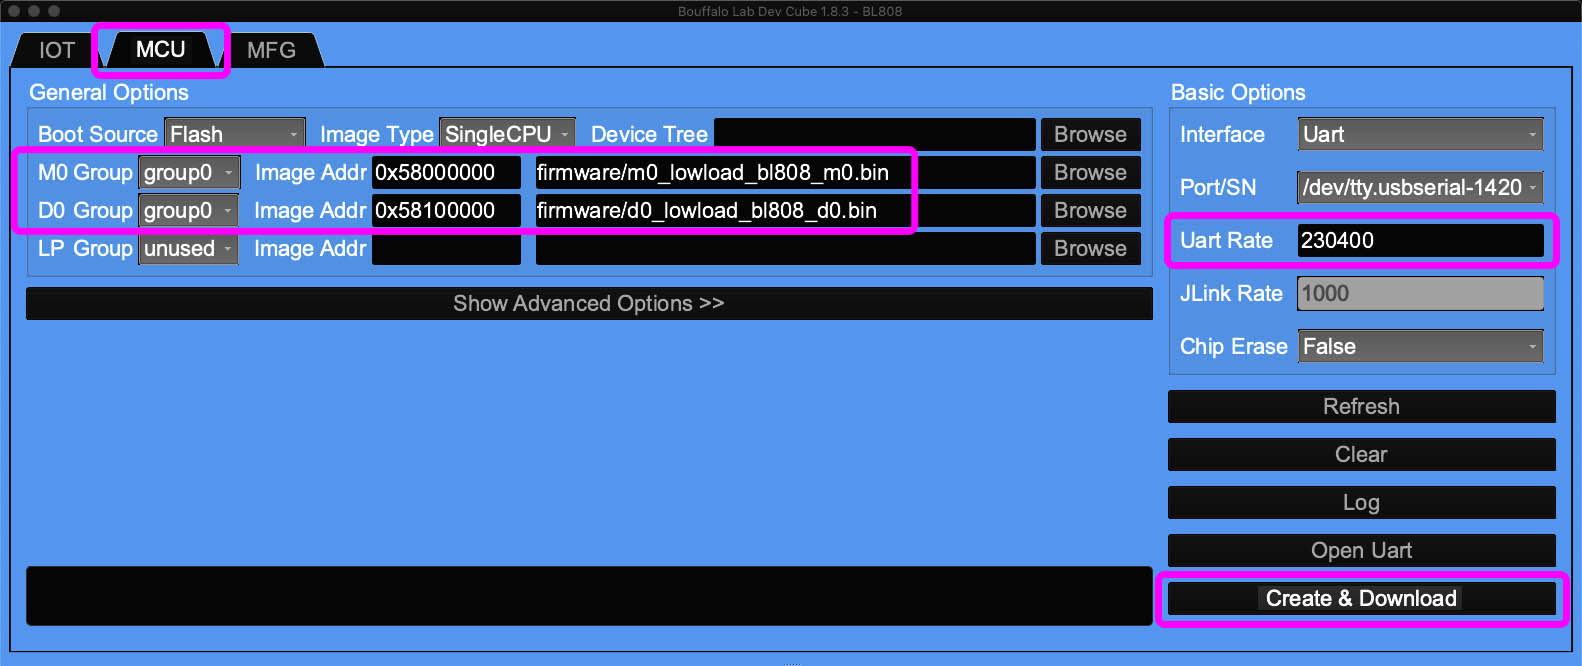 Bouffalo Lab Dev Cube 1.8.3 - BL808
IOT MCU MFG
General Options
Boot Source Flash Image Type SingleCPU Device Tree Browse
M0 Group group0 Image Addr 0x58000000 firmware/m0_lowload_bl808_m0.bin Browse
D0 Group group0 Image Addr 0x58100000 firmware/d0_lowload_bl808_d0.bin Browse
LP Group unused Image Addr Browse
Show Advanced Options >>
Basic Options
Interface Uart
Port/SN /dev/tty.usbserial-1420
Uart Rate 230400
JLink Rate 1000
Chip Erase False
Refresh
Clear
Log
Open Uart
Create & Download